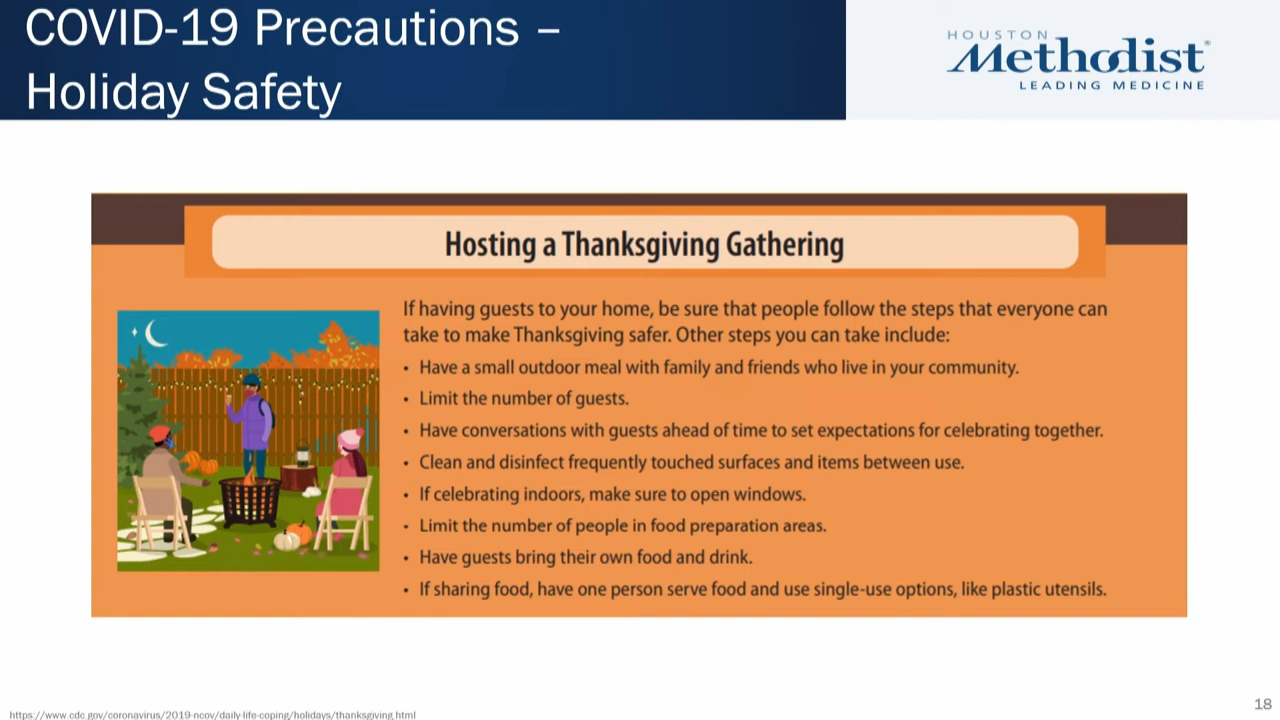 COVID-19 Precautions –
Holiday Safety
HOUSTON
Methodist®
LEADING MEDICINE
Hosting a Thanksgiving Gathering
If having guests to your home, be sure that people follow the steps that everyone can
take to make Thanksgiving safer. Other steps you can take include:
• Have a small outdoor meal with family and friends who live in your community.
• Limit the number of guests.
• Have conversations with guests ahead of time to set expectations for celebrating together.
• Clean and disinfect frequently touched surfaces and items between use.
• If celebrating indoors, make sure to open windows.
• Limit the number of people in food preparation areas.
• Have guests bring their own food and drink.
• If sharing food, have one person serve food and use single-use options, like plastic utensils.
https://www.cdc.gov/coronavirus/2019-ncov/daily-life-coping/holidays/thanksgiving.html
18